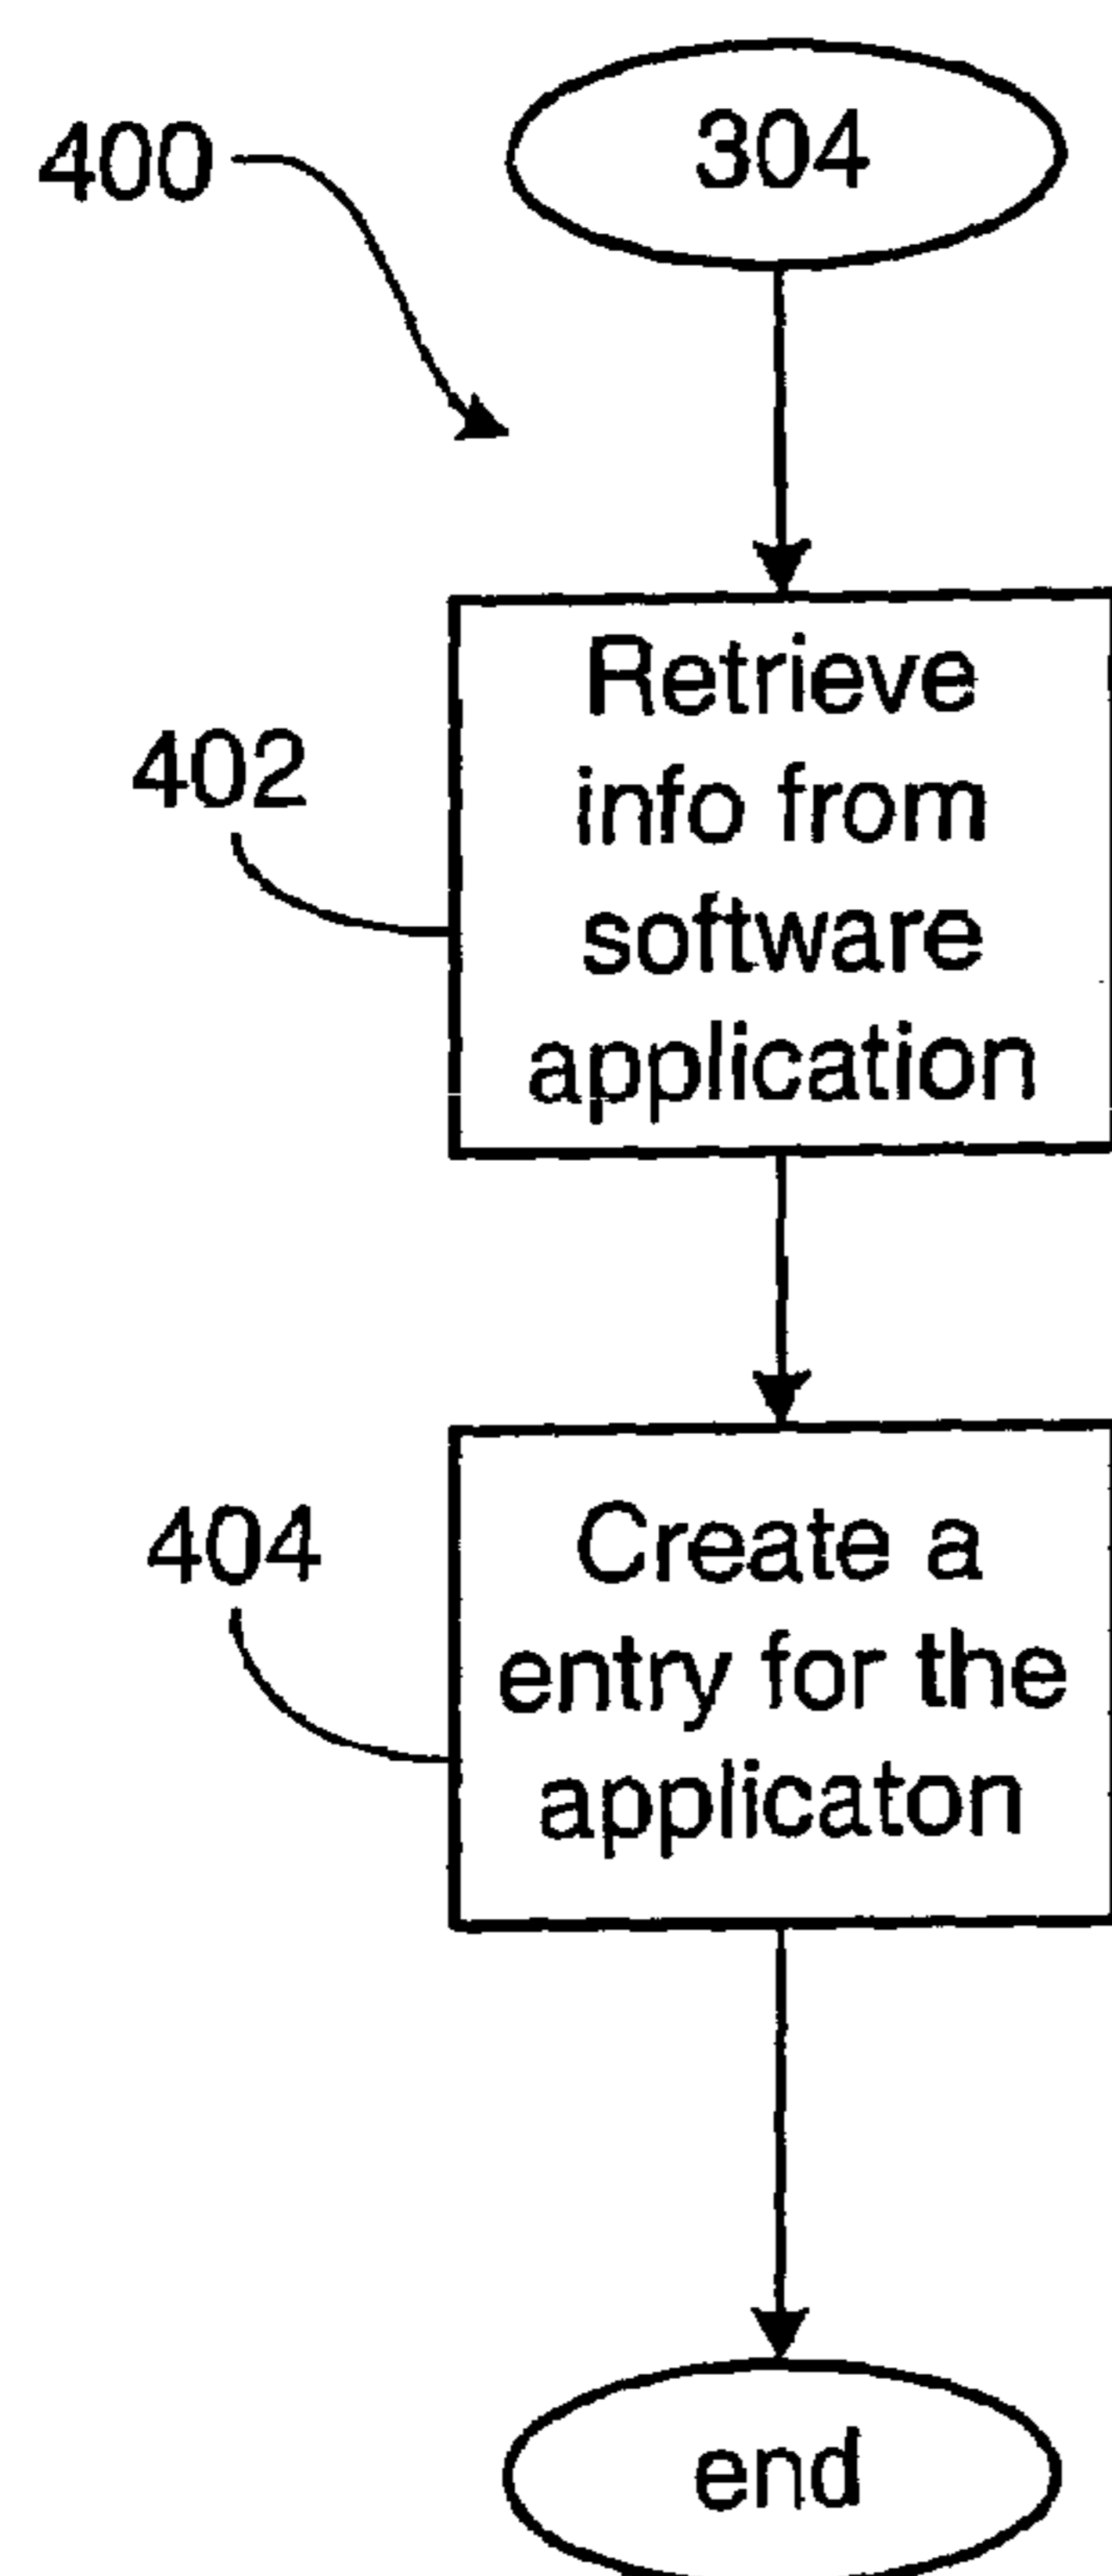 304
400
Retrieve
info from
software
application
402
Create a
entry for the
applicaton
404
end